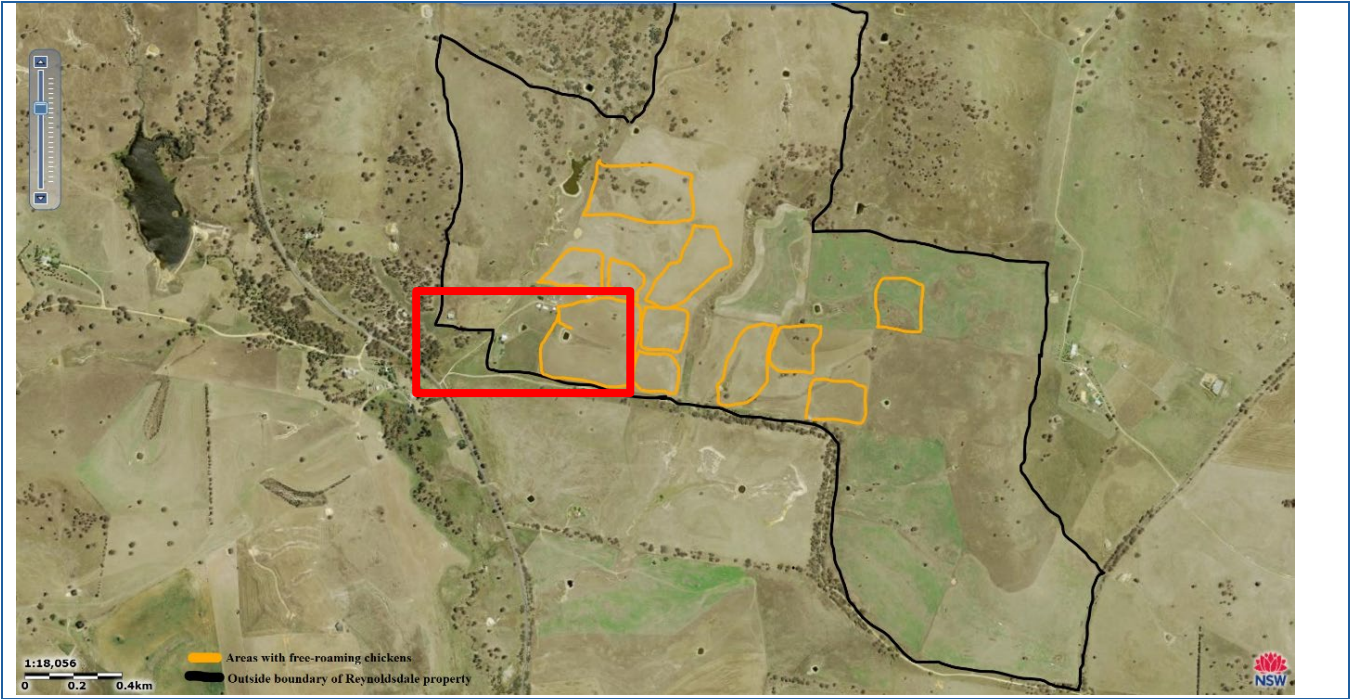 1:18,056
0 0.2 0.4km
Areas with free-roaming chickens
Outside boundary of Reynoldsdale property
NSW